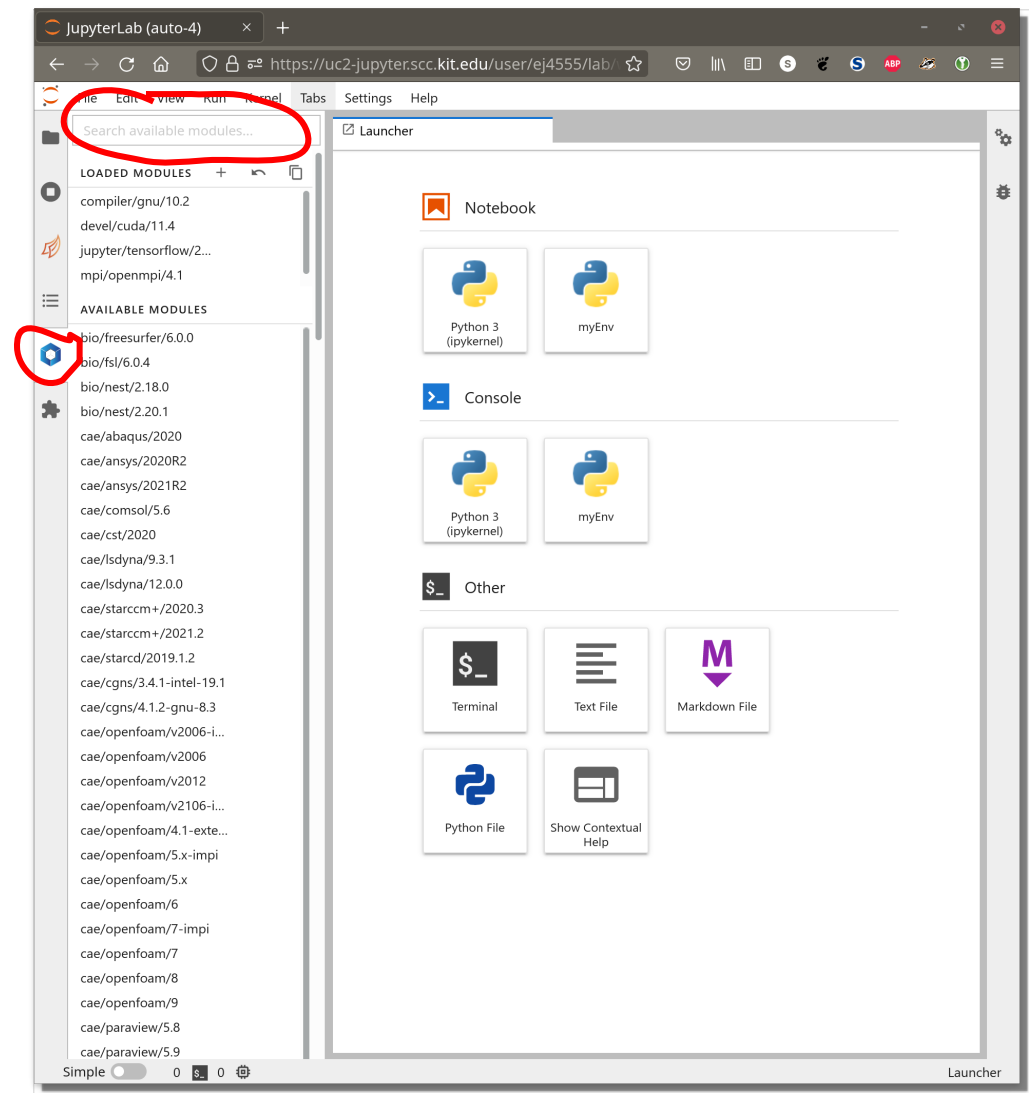 JupyterLab (auto-4)
https://uc2-jupyter.scc.kit.edu/user/ej4555/lab/
S
S
ABP
File Edit View Run Kernel Tabs Settings Help
Search available modules...
Launcher
LOADED MODULES
compiler/gnu/10.2
devel/cuda/11.4
jupyter/tensorflow/2...
mpi/openmpi/4.1
AVAILABLE MODULES
bio/freesurfer/6.0.0
bio/fsl/6.0.4
bio/nest/2.18.0
bio/nest/2.20.1
cae/abaqus/2020
cae/ansys/2020R2
cae/ansys/2021R2
cae/comsol/5.6
cae/cst/2020
cae/lsdyna/9.3.1
cae/lsdyna/12.0.0
cae/starccm+/2020.3
cae/starccm+/2021.2
cae/starcd/2019.1.2
cae/cgns/3.4.1-intel-19.1
cae/cgns/4.1.2-gnu-8.3
cae/openfoam/v2006-i...
cae/openfoam/v2006
cae/openfoam/v2012
cae/openfoam/v2106-i...
cae/openfoam/4.1-exte...
cae/openfoam/5.x-impi
cae/openfoam/5.x
cae/openfoam/6
cae/openfoam/7-impi
cae/openfoam/7
cae/openfoam/8
cae/openfoam/9
cae/paraview/5.8
cae/paraview/5.9
Notebook
Python 3
(ipykernel)
myEnv
>_ Console
Python 3
(ipykernel)
myEnv
$_ Other
$_
Terminal
Text File
M
Markdown File
Python File
Show Contextual
Help
Simple 0 $_ 0
Launcher